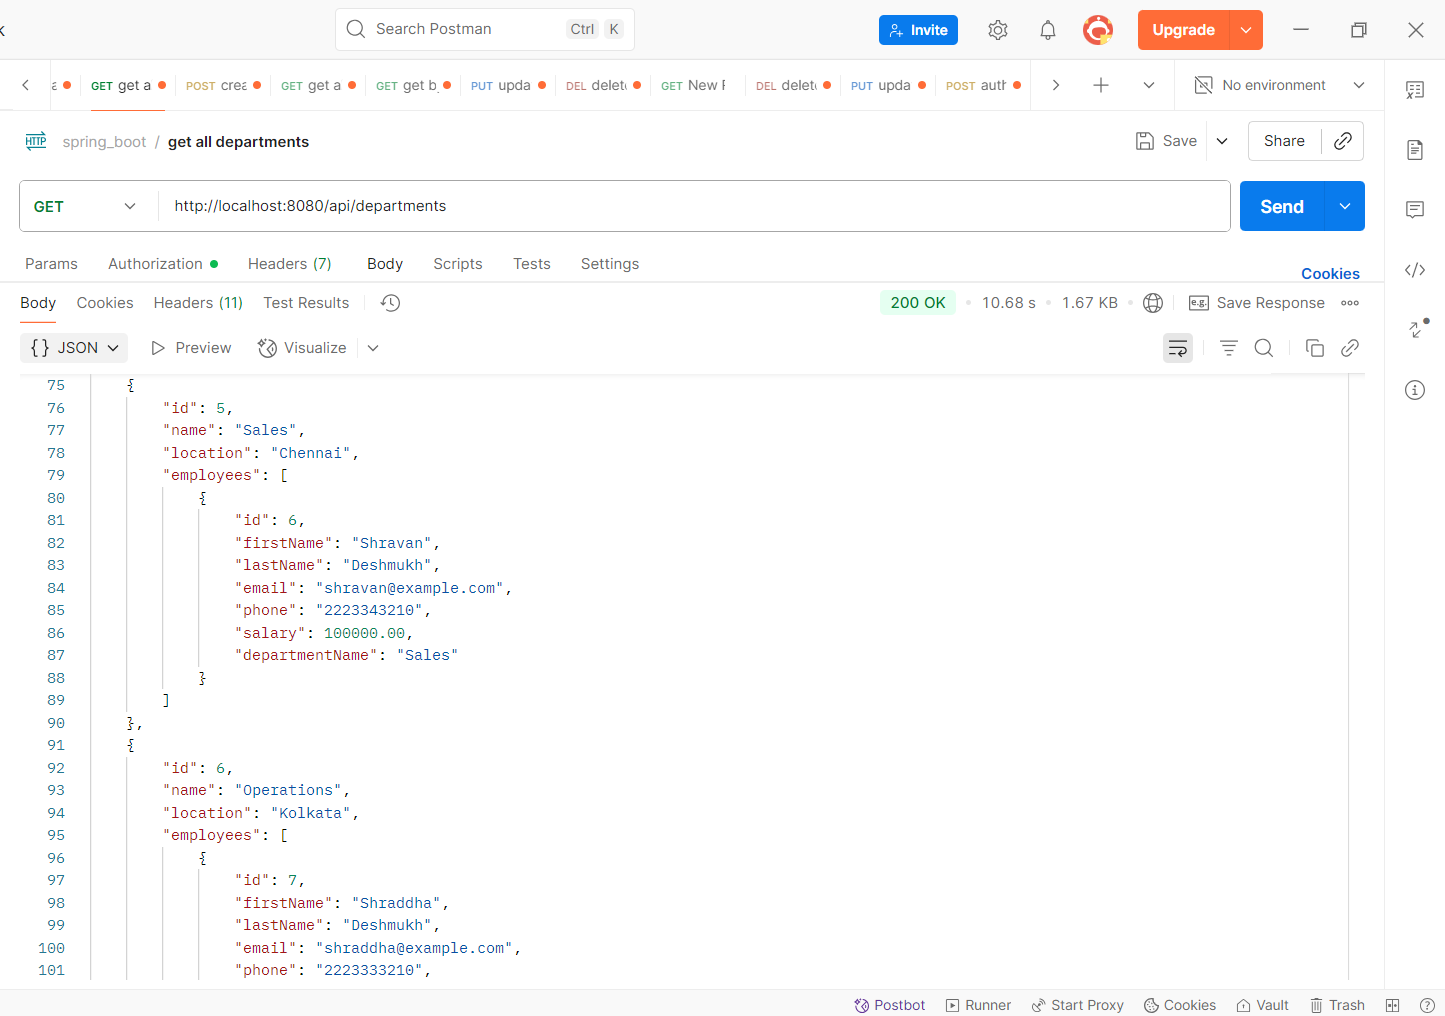 Search Postman Ctrl K Invite Upgrade
GET get a POST crea GET get a GET get b PUT upda DEL delet GET New DEL delet PUT upda POST auth No environment
HTTP spring_boot / get all departments Save Share
GET http://localhost:8080/api/departments Send
Params Authorization Headers (7) Body Scripts Tests Settings Cookies
Body Cookies Headers (11) Test Results 200 OK 10.68 s 1.67 KB e.g. Save Response
{} JSON Preview Visualize
75 {
76 "id": 5,
77 "name": "Sales",
78 "location": "Chennai",
79 "employees": [
80 {
81 "id": 6,
82 "firstName": "Shravan",
83 "lastName": "Deshmukh",
84 "email": "shravan@example.com",
85 "phone": "2223343210",
86 "salary": 100000.00,
87 "departmentName": "Sales"
88 }
89 ]
90 },
91 {
92 "id": 6,
93 "name": "Operations",
94 "location": "Kolkata",
95 "employees": [
96 {
97 "id": 7,
98 "firstName": "Shraddha",
99 "lastName": "Deshmukh",
100 "email": "shraddha@example.com",
101 "phone": "2223333210",
Postbot Runner Start Proxy Cookies Vault Trash